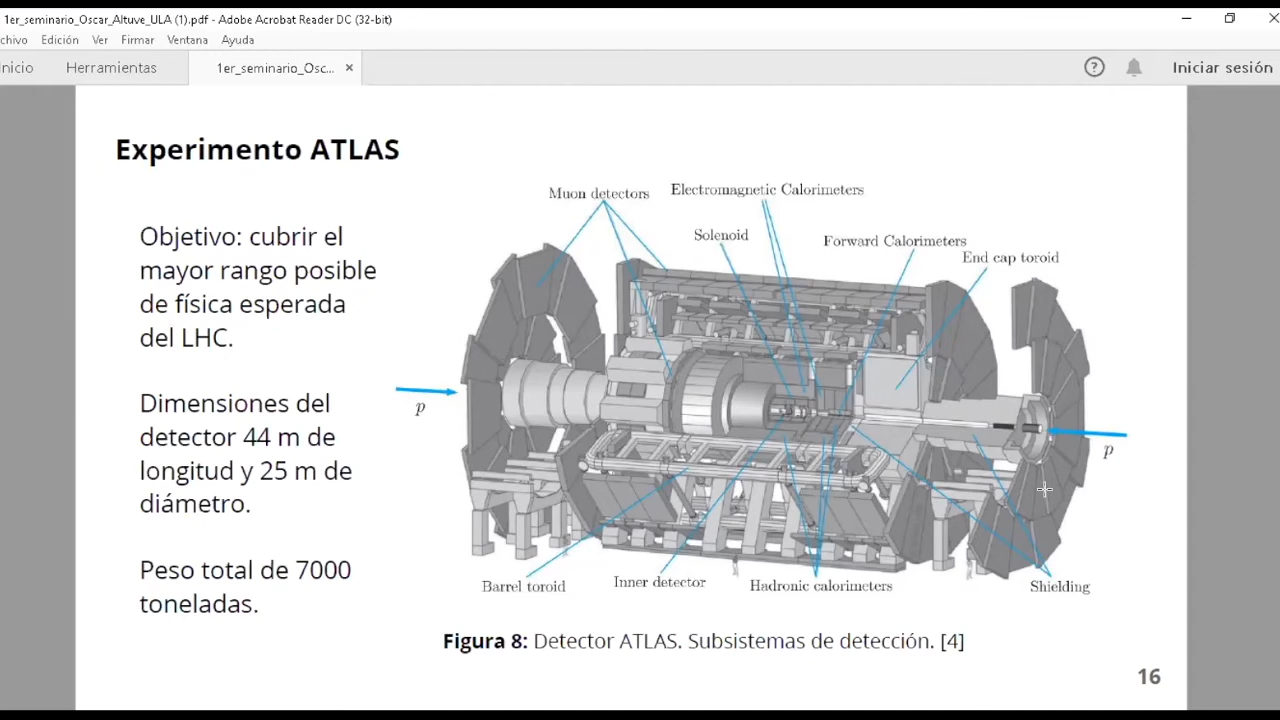 1er_seminario_Oscar_Altuve_ULA (1).pdf - Adobe Acrobat Reader DC (32-bit)
chivo Edición Ver Firmar Ventana Ayuda
nicio Herramientas 1er_seminario_Osc... × Iniciar sesión
Experimento ATLAS
Objetivo: cubrir el
mayor rango posible
de física esperada
del LHC.
Dimensiones del
detector 44 m de
longitud y 25 m de
diámetro.
Peso total de 7000
toneladas.
Muon detectors
Electromagnetic Calorimeters
Solenoid
Forward Calorimeters
End cap toroid
p
p
Barrel toroid
Inner detector
Hadronic calorimeters
Shielding
Figura 8: Detector ATLAS. Subsistemas de detección. [4]
16